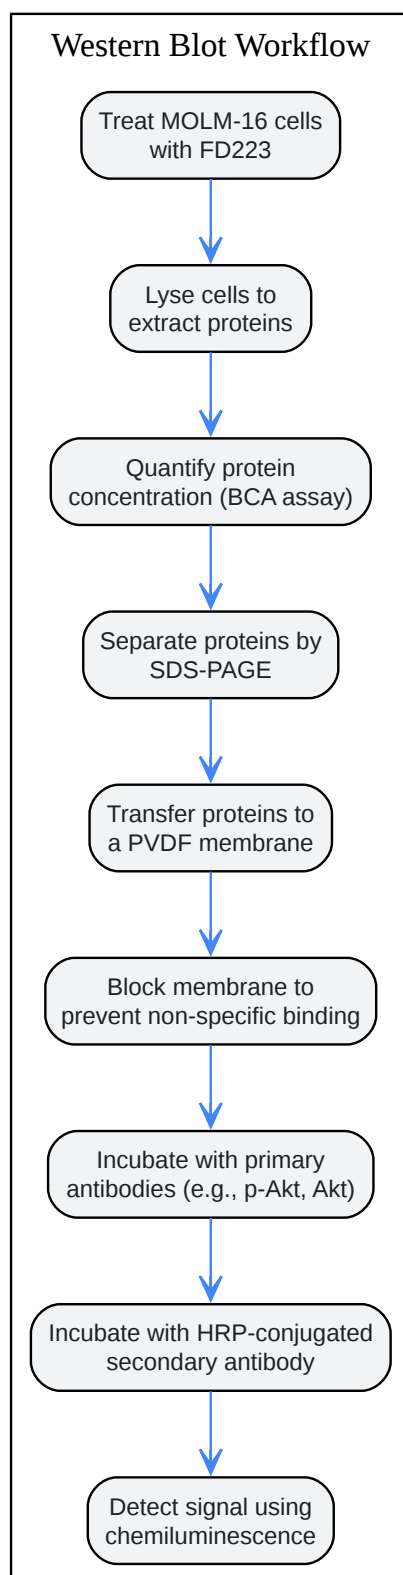 Western Blot Workflow
Treat MOLM-16 cells
with FD223
Lyse cells to
extract proteins
Quantify protein
concentration (BCA assay)
Separate proteins by
SDS-PAGE
Transfer proteins to
a PVDF membrane
Block membrane to
prevent non-specific binding
Incubate with primary
antibodies (e.g., p-Akt, Akt)
Incubate with HRP-conjugated
secondary antibody
Detect signal using
chemiluminescence